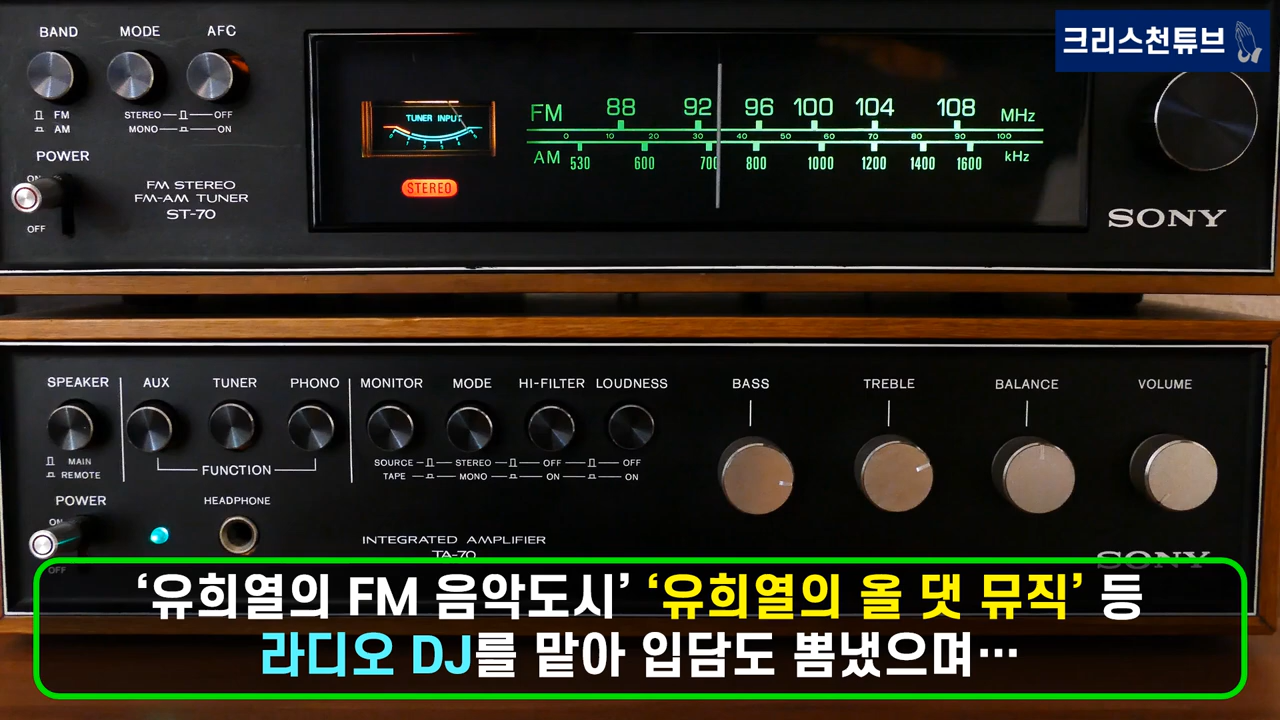 크리스천튜브
BAND MODE AFC
FM 88 92 96 100 104 108 MHz
TUNER INPUT
0 10 20 30 40 50 60 70 80 90 100
AM 530 600 700 800 1000 1200 1400 1600 kHz
FM STEREO OFF
AM MONO ON
POWER
ON
OFF
FM STEREO
FM-AM TUNER
ST-70
STEREO
SONY
SPEAKER AUX TUNER PHONO MONITOR MODE HI-FILTER LOUDNESS BASS TREBLE BALANCE VOLUME
MAIN
REMOTE
FUNCTION
SOURCE STEREO OFF OFF
TAPE MONO ON ON
POWER
ON
OFF
HEADPHONE
INTEGRATED AMPLIFIER
TA-70
SONY
‘유희열의 FM 음악도시’ ‘유희열의 올 댓 뮤직’ 등
라디오 DJ를 맡아 입담도 뽐냈으며…